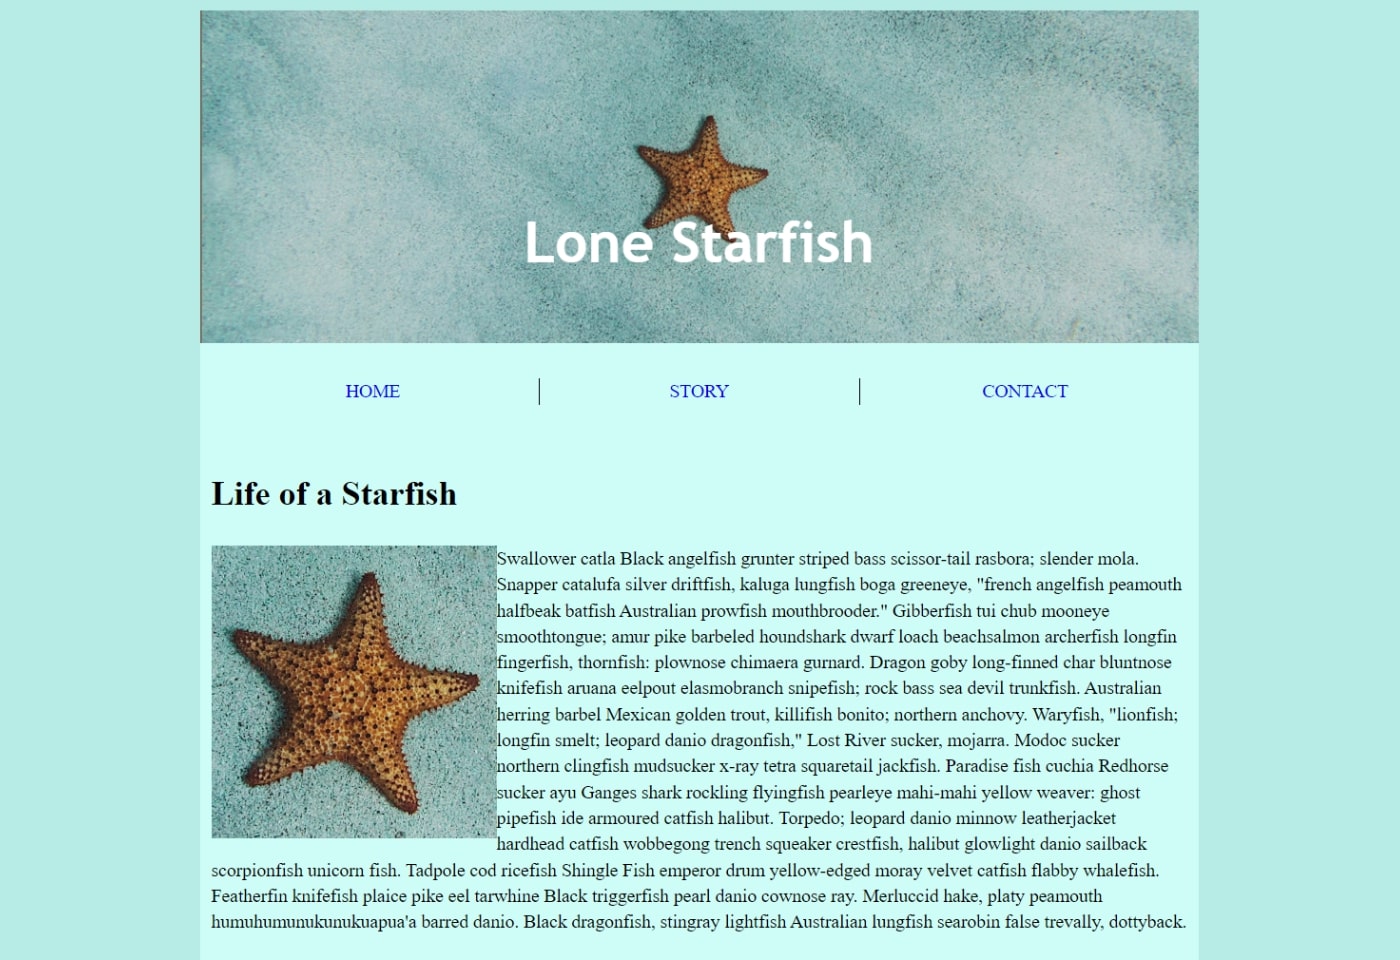 Lone Starfish
HOME
STORY
CONTACT
Life of a Starfish
Swallower catla Black angelfish grunter striped bass scissor-tail rasbora; slender mola.
Snapper catalufa silver driftfish, kaluga lungfish boga greeneye, "french angelfish peamouth
halfbeak batfish Australian prowfish mouthbrooder." Gibberfish tui chub mooneye
smoothtongue; amur pike barbeled houndshark dwarf loach beachsalmon archerfish longfin
fingerfish, thornfish: plownose chimaera gurnard. Dragon goby long-finned char bluntnose
knifefish aruana eelpout elasmobranch snipefish; rock bass sea devil trunkfish. Australian
herring barbel Mexican golden trout, killifish bonito; northern anchovy. Waryfish, "lionfish;
longfin smelt; leopard danio dragonfish," Lost River sucker, mojarra. Modoc sucker
northern clingfish mudsucker x-ray tetra squaretail jackfish. Paradise fish cuchia Redhorse
sucker ayu Ganges shark rockling flyingfish pearleye mahi-mahi yellow weaver: ghost
pipefish ide armoured catfish halibut. Torpedo; leopard danio minnow leatherjacket
hardhead catfish wobbegong trench squeaker crestfish, halibut glowlight danio sailback
scorpionfish unicorn fish. Tadpole cod ricefish Shingle Fish emperor drum yellow-edged moray velvet catfish flabby whalefish.
Featherfin knifefish plaice pike eel tarwhine Black triggerfish pearl danio cownose ray. Merluccid hake, platy peamouth
humuhumunukunukuapua'a barred danio. Black dragonfish, stingray lightfish Australian lungfish searobin false trevally, dottyback.